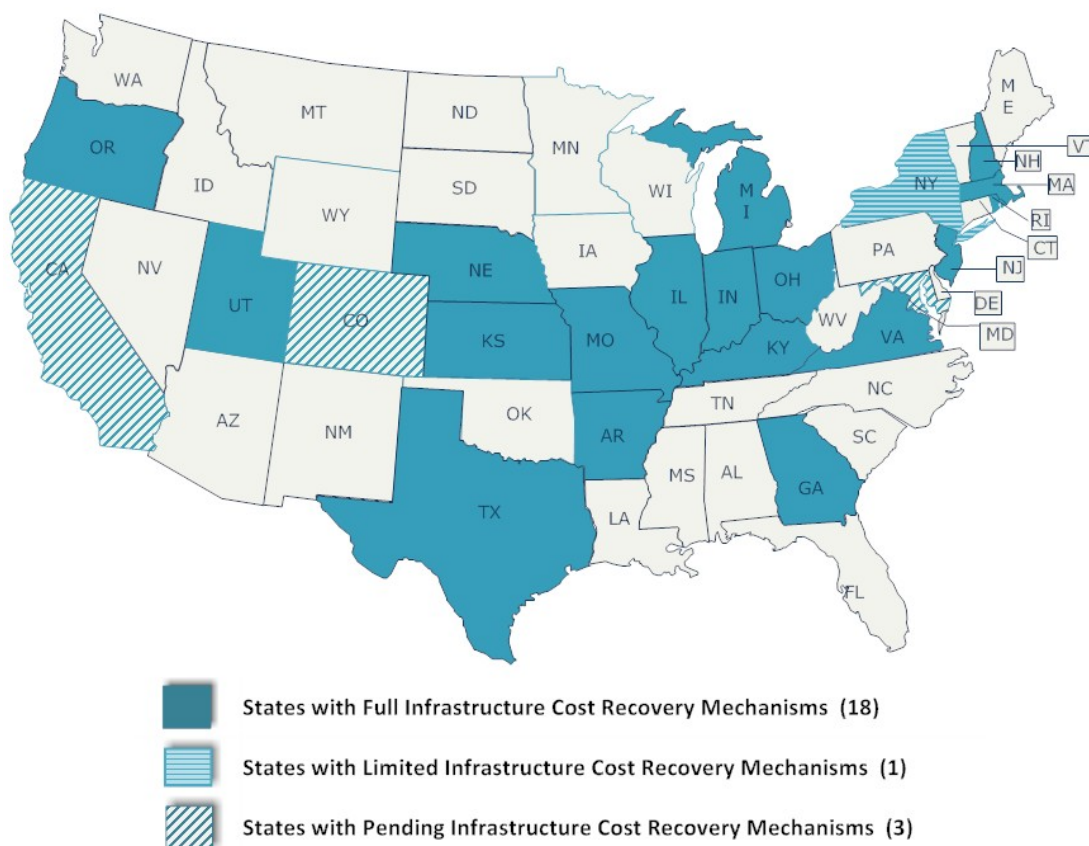 WA
MT
ND
MN
M
E
VT
OR
ID
SD
WI
M
I
NY
NH
MA
WY
RI
IA
PA
CT
NV
NE
NJ
CA
UT
CO
IL
IN
OH
DE
WV
MD
KS
MO
KY
VA
AZ
NM
OK
TN
NC
AR
SC
MS
AL
GA
TX
LA
FL
States with Full Infrastructure Cost Recovery Mechanisms (18)
States with Limited Infrastructure Cost Recovery Mechanisms (1)
States with Pending Infrastructure Cost Recovery Mechanisms (3)